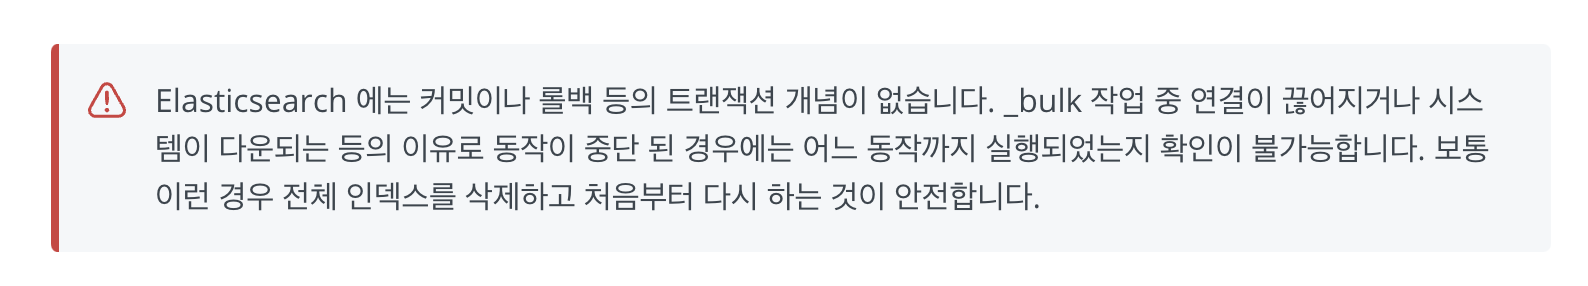 Elasticsearch 에는 커밋이나 롤백 등의 트랜잭션 개념이 없습니다. _bulk 작업 중 연결이 끊어지거나 시스
템이 다운되는 등의 이유로 동작이 중단 된 경우에는 어느 동작까지 실행되었는지 확인이 불가능합니다. 보통
이런 경우 전체 인덱스를 삭제하고 처음부터 다시 하는 것이 안전합니다.